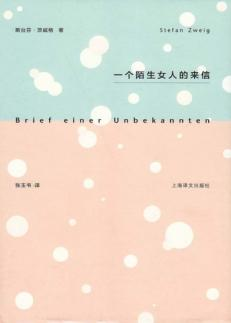 斯台芬·茨威格 著
Stefan Zweig
一个陌生女人的来信
Brief einer Unbekannten
张玉书·译
上海译文出版社